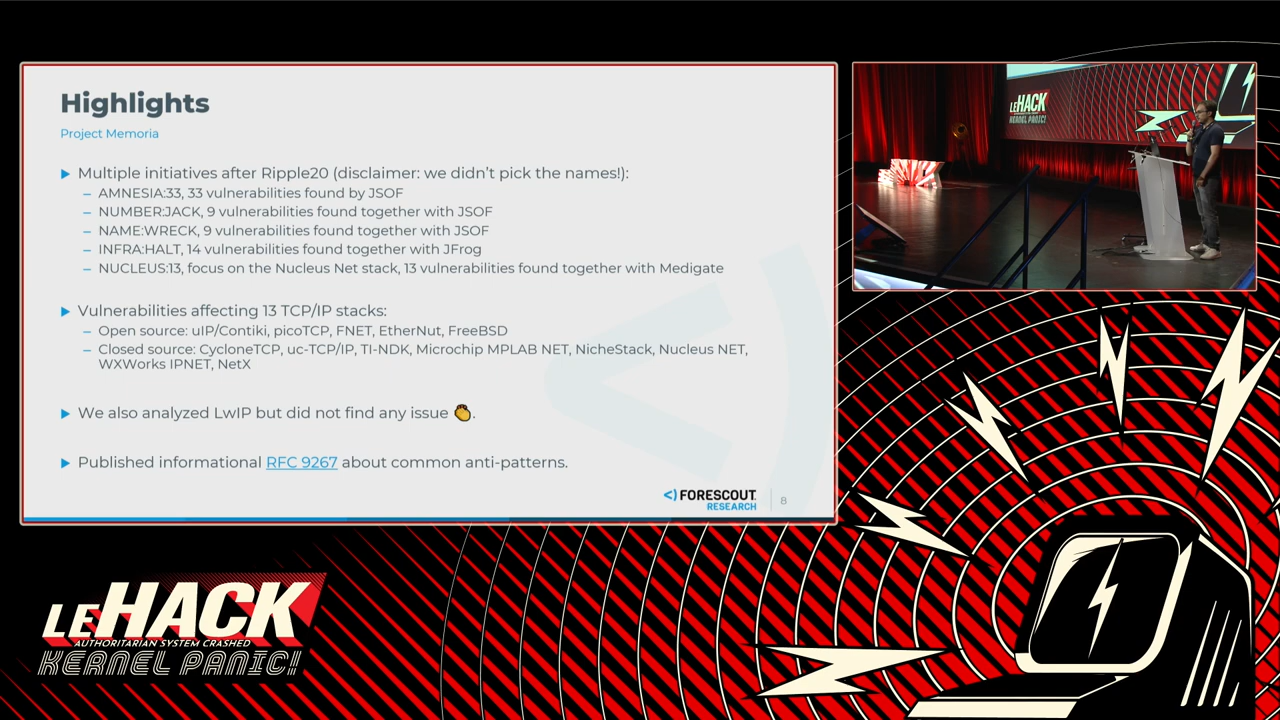 Highlights
Project Memoria
Multiple initiatives after Ripple20 (disclaimer: we didn't pick the names!):
– AMNESIA:33, 33 vulnerabilities found by JSOF
– NUMBER:JACK, 9 vulnerabilities found together with JSOF
– NAME:WRECK, 9 vulnerabilities found together with JSOF
– INFRA:HALT, 14 vulnerabilities found together with JFrog
– NUCLEUS:13, focus on the Nucleus Net stack, 13 vulnerabilities found together with Medigate
Vulnerabilities affecting 13 TCP/IP stacks:
– Open source: uIP/Contiki, picoTCP, FNET, EtherNut, FreeBSD
– Closed source: CycloneTCP, uc-TCP/IP, TI-NDK, Microchip MPLAB NET, NicheStack, Nucleus NET,
WXWorks IPNET, NetX
We also analyzed LwIP but did not find any issue 👏.
Published informational RFC 9267 about common anti-patterns.
<) FORESCOUT
RESEARCH
8
LEHACK
KERNEL PANIC!
LEHACK
AUTHORITARIAN SYSTEM CRASHED
KERNEL PANIC!